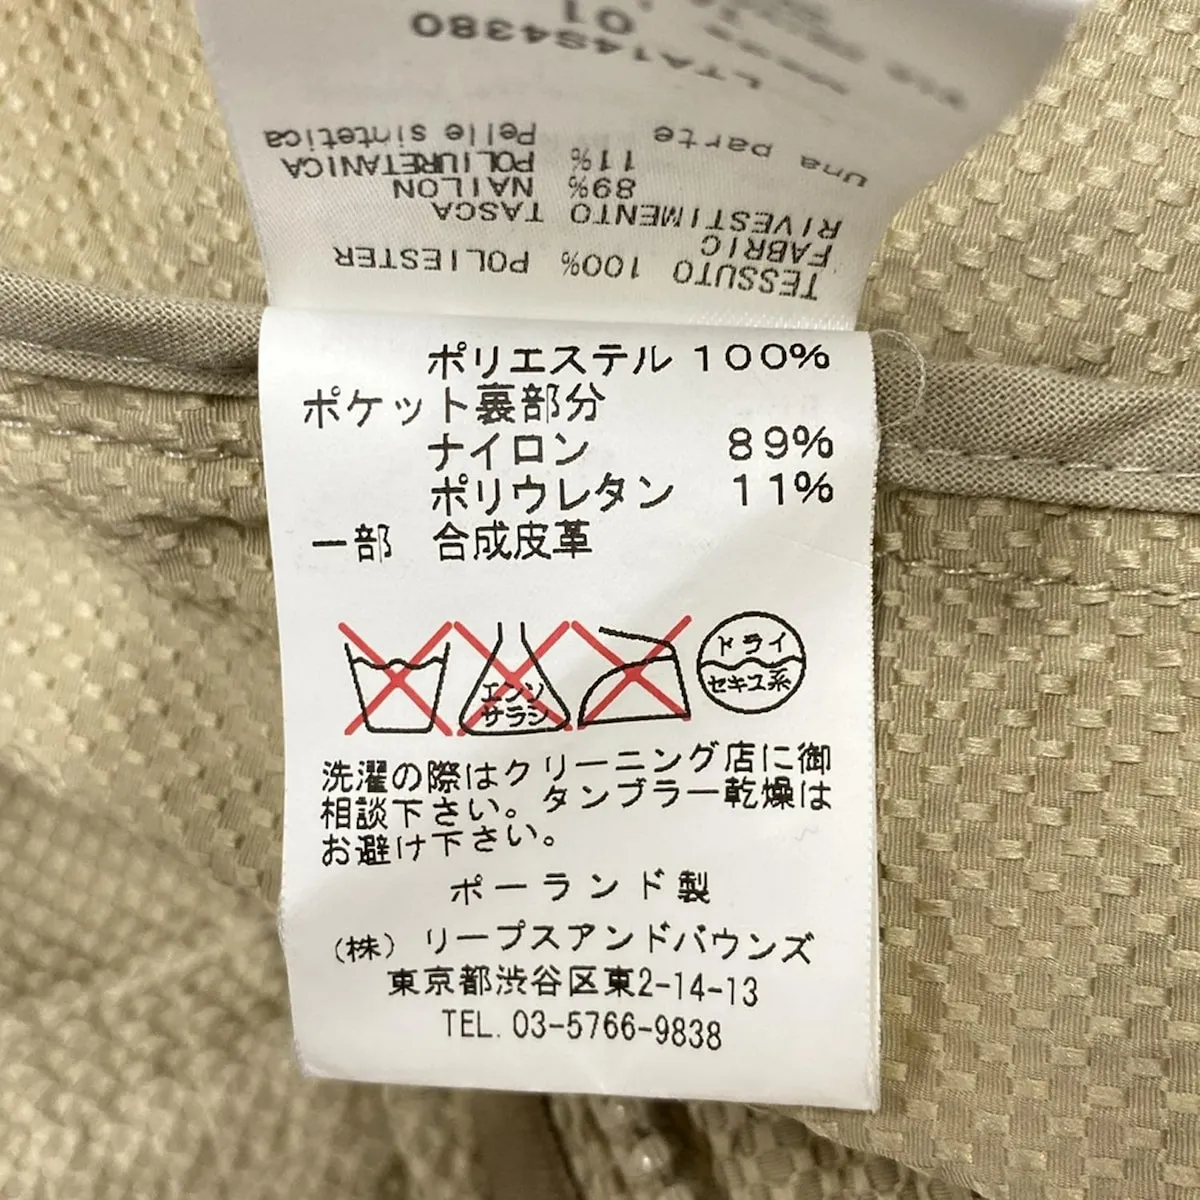 ポリエステル 100%
ポケット裏部分
ナイロン 89%
ポリウレタン 11%
一部 合成皮革
エンソ
サラシ
ドライ
セキユ系
洗濯の際はクリーニング店に御
相談下さい。タンブラー乾燥は
お避け下さい。
ポーランド製
(株) リープスアンドバウンズ
東京都渋谷区東2-14-13
TEL. 03-5766-9838
TESSUTO 100% POLIESTER
FABRIC
RIVESTIMENTO TASCA
89% NAILON
11% POLIURETANICA
una parte Pelle sintetica
LTA14S4380
01